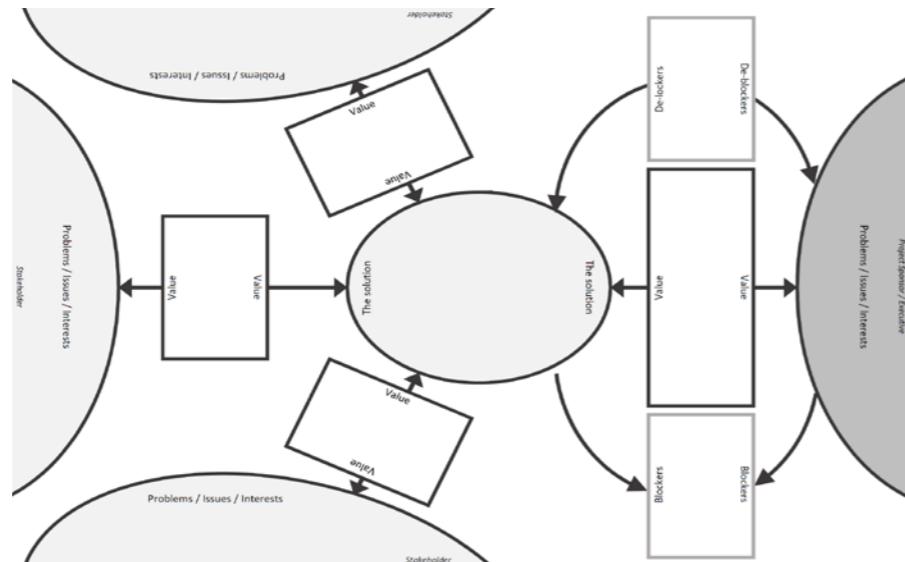 Stakeholder
Problems / Issues / Interests
Value
Value
De-lockers
De-blockers
Problems / Issues / Interests
Stakeholder
Value
Value
The solution
The solution
Value
Value
Problems / Issues / Interests
Project Sponsor / Executive
Value
Value
Blockers
Blockers
Problems / Issues / Interests
Stakeholder